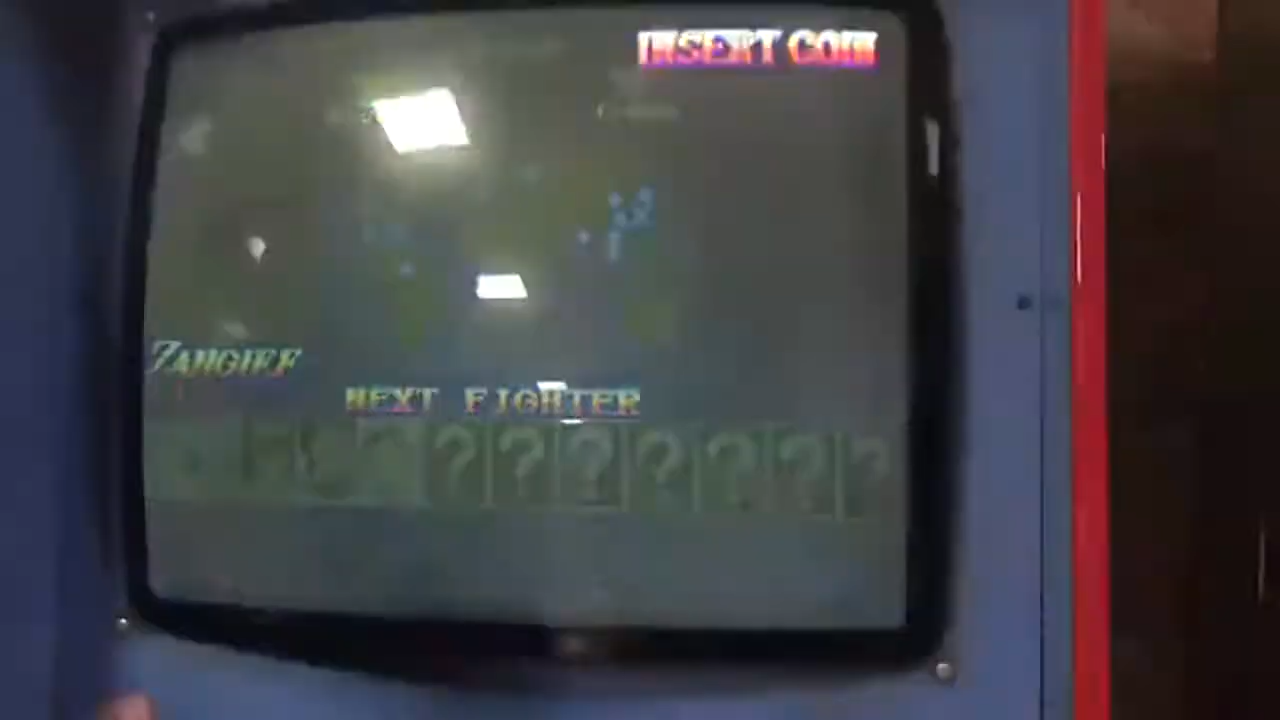 INSERT COIN
ZANGIEF
NEXT FIGHTER
? ? ? ? ? ? ?